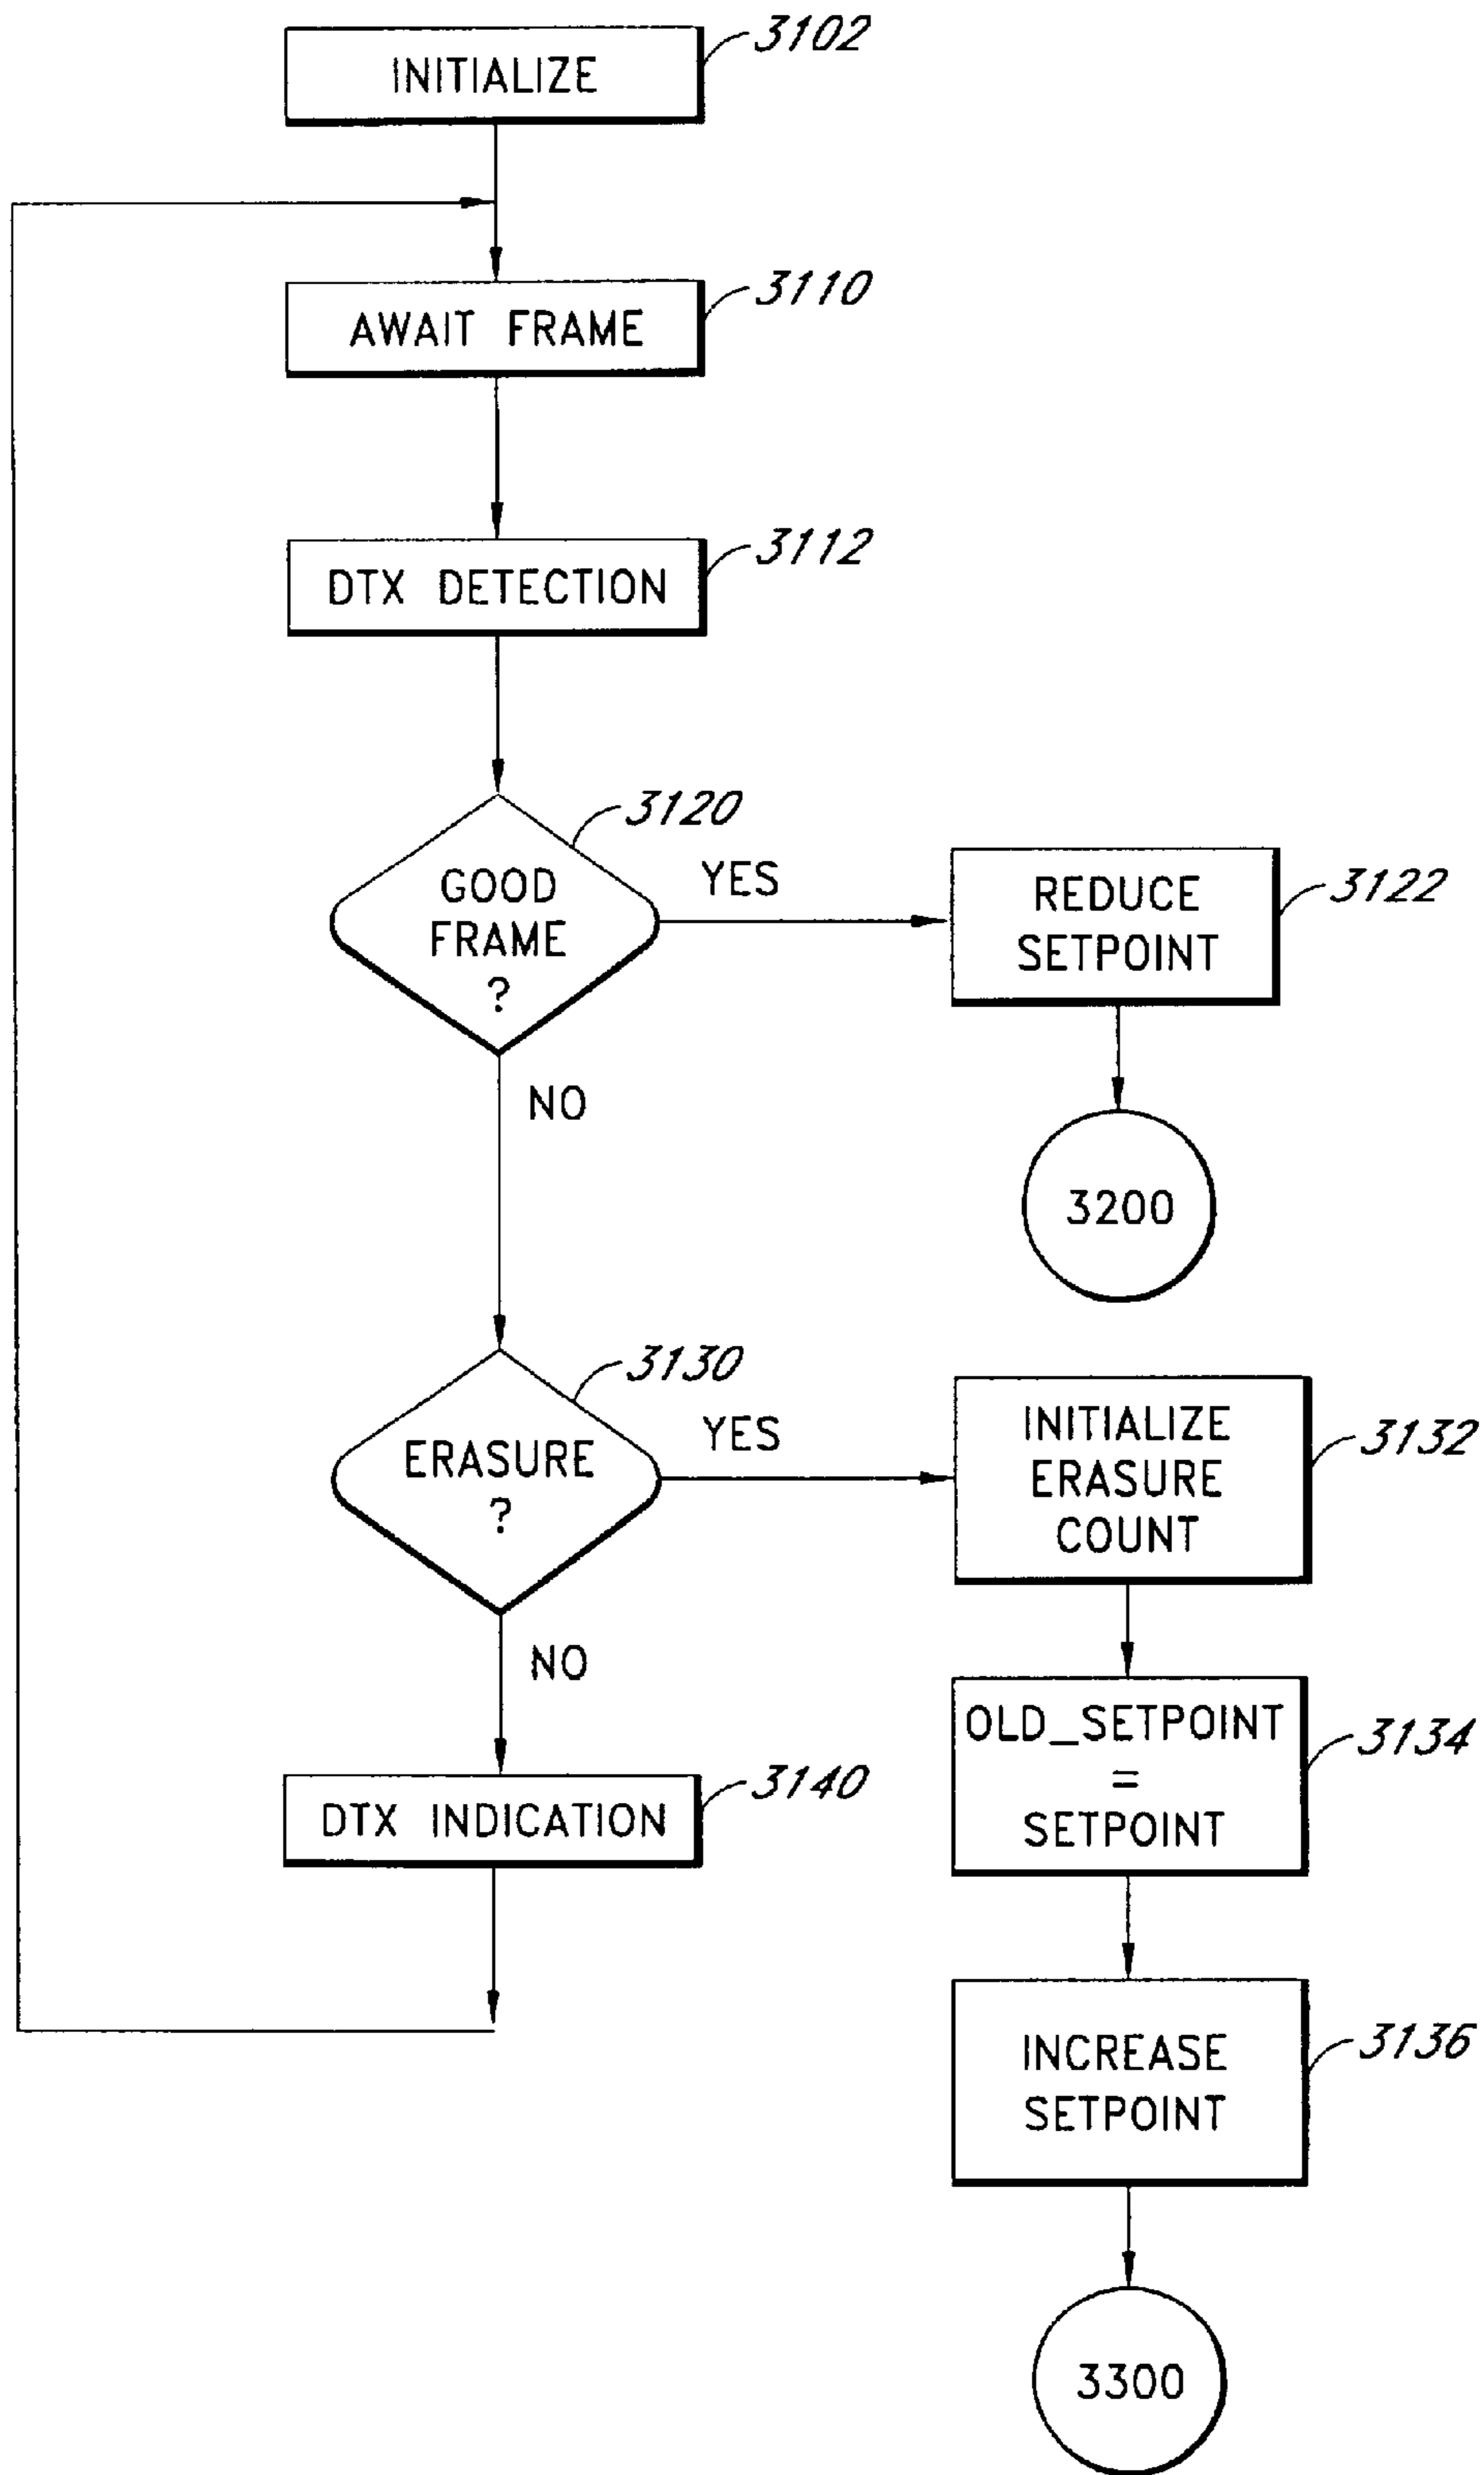 INITIALIZE
3102
AWAIT FRAME
3110
DTX DETECTION
3112
GOOD
FRAME
?
3120
YES
NO
REDUCE
SETPOINT
3122
3200
ERASURE
?
3130
YES
NO
INITIALIZE
ERASURE
COUNT
3132
OLD_SETPOINT
=
SETPOINT
3134
DTX INDICATION
3140
INCREASE
SETPOINT
3136
3300